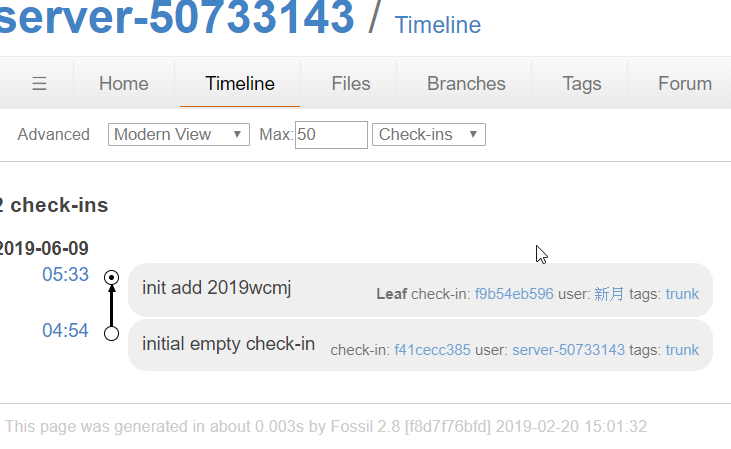 server-50733143 / Timeline
☰ Home Timeline Files Branches Tags Forum
Advanced Modern View Max: 50 Check-ins
2 check-ins
2019-06-09
05:33 init add 2019wcmj Leaf check-in: f9b54eb596 user: 新月 tags: trunk
04:54 initial empty check-in check-in: f41cecc385 user: server-50733143 tags: trunk
This page was generated in about 0.003s by Fossil 2.8 [f8d7f76bfd] 2019-02-20 15:01:32